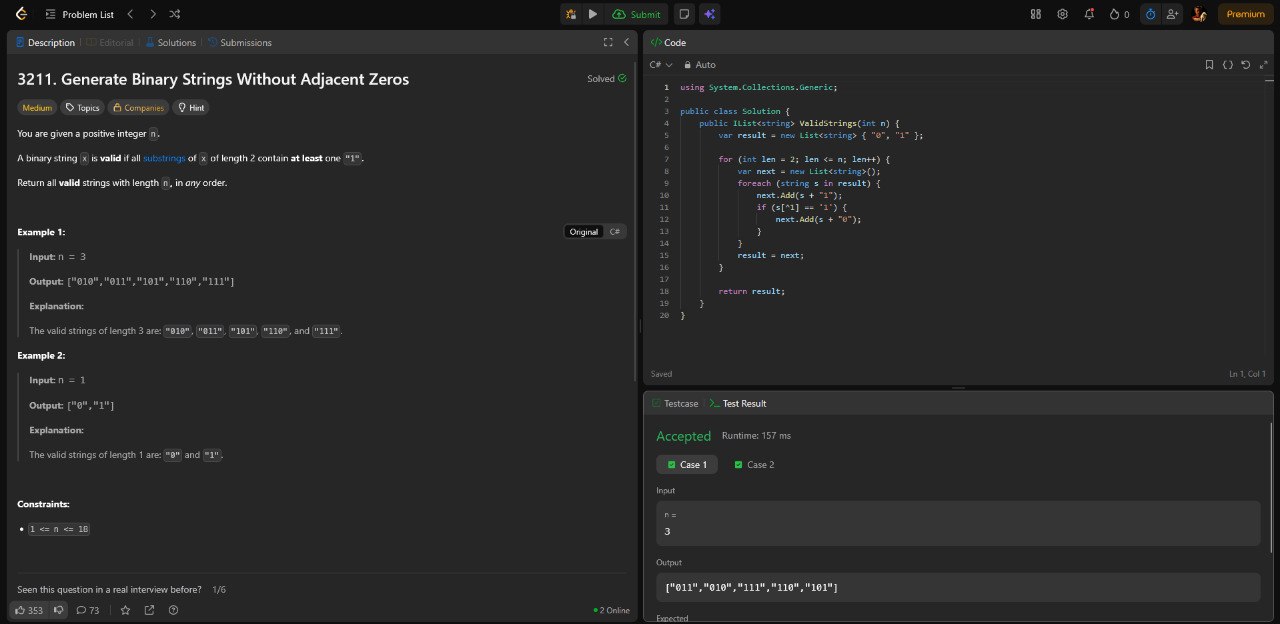 Problem List
Submit
0
Premium
Description
Editorial
Solutions
Submissions
3211. Generate Binary Strings Without Adjacent Zeros
Solved
Medium
Topics
Companies
Hint
You are given a positive integer n.
A binary string x is valid if all substrings of x of length 2 contain at least one "1".
Return all valid strings with length n, in any order.
Example 1:
Original C#
Input: n = 3
Output: ["010","011","101","110","111"]
Explanation:
The valid strings of length 3 are: "010", "011", "101", "110", and "111".
Example 2:
Input: n = 1
Output: ["0","1"]
Explanation:
The valid strings of length 1 are: "0" and "1".
Constraints:
• 1 <= n <= 18
Seen this question in a real interview before? 1/6
353
73
2 Online
Code
C# Auto
1 using System.Collections.Generic;
2
3 public class Solution {
4 public IList<string> ValidStrings(int n) {
5 var result = new List<string> { "0", "1" };
6
7 for (int len = 2; len <= n; len++) {
8 var next = new List<string>();
9 foreach (string s in result) {
10 next.Add(s + "1");
11 if (s[^1] == '1') {
12 next.Add(s + "0");
13 }
14 }
15 result = next;
16 }
17
18 return result;
19 }
20 }
Saved
Ln 1, Col 1
Testcase
>_ Test Result
Accepted Runtime: 157 ms
Case 1
Case 2
Input
n =
3
Output
["011","010","111","110","101"]
Expected